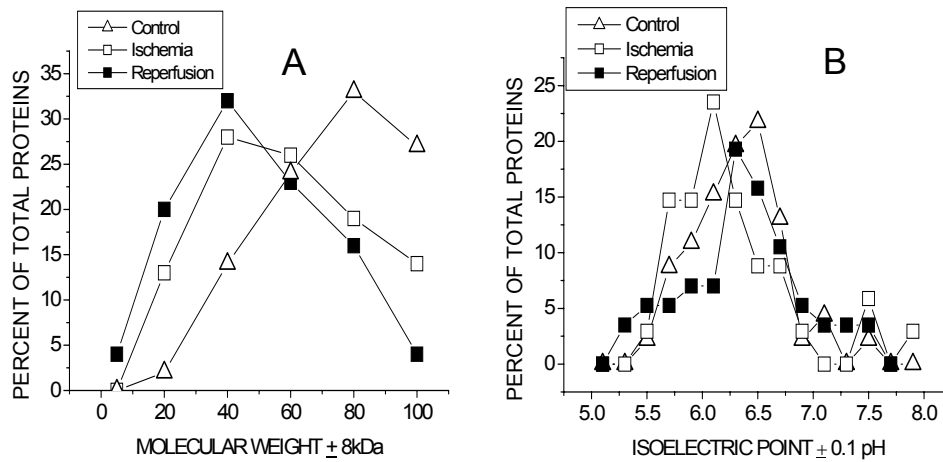 Control
Ischemia
Reperfusion
A
35
30
25
20
15
10
5
0
PERCENT OF TOTAL PROTEINS
0 20 40 60 80 100
MOLECULAR WEIGHT ± 8kDa
Control
Ischemia
Reperfusion
B
25
20
15
10
5
0
PERCENT OF TOTAL PROTEINS
5.0 5.5 6.0 6.5 7.0 7.5 8.0
ISOELECTRIC POINT ± 0.1 pH